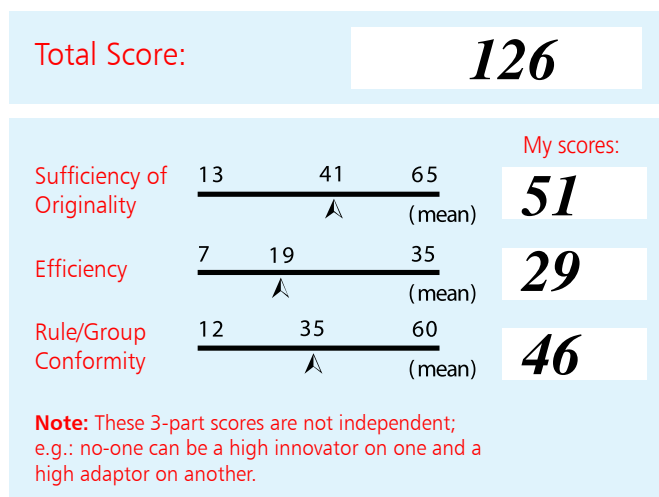 Total Score: 126
My scores:
Sufficiency of Originality 13 41 65 (mean) 51
Efficiency 7 19 35 (mean) 29
Rule/Group Conformity 12 35 60 (mean) 46
Note: These 3-part scores are not independent;
e.g.: no-one can be a high innovator on one and a
high adaptor on another.